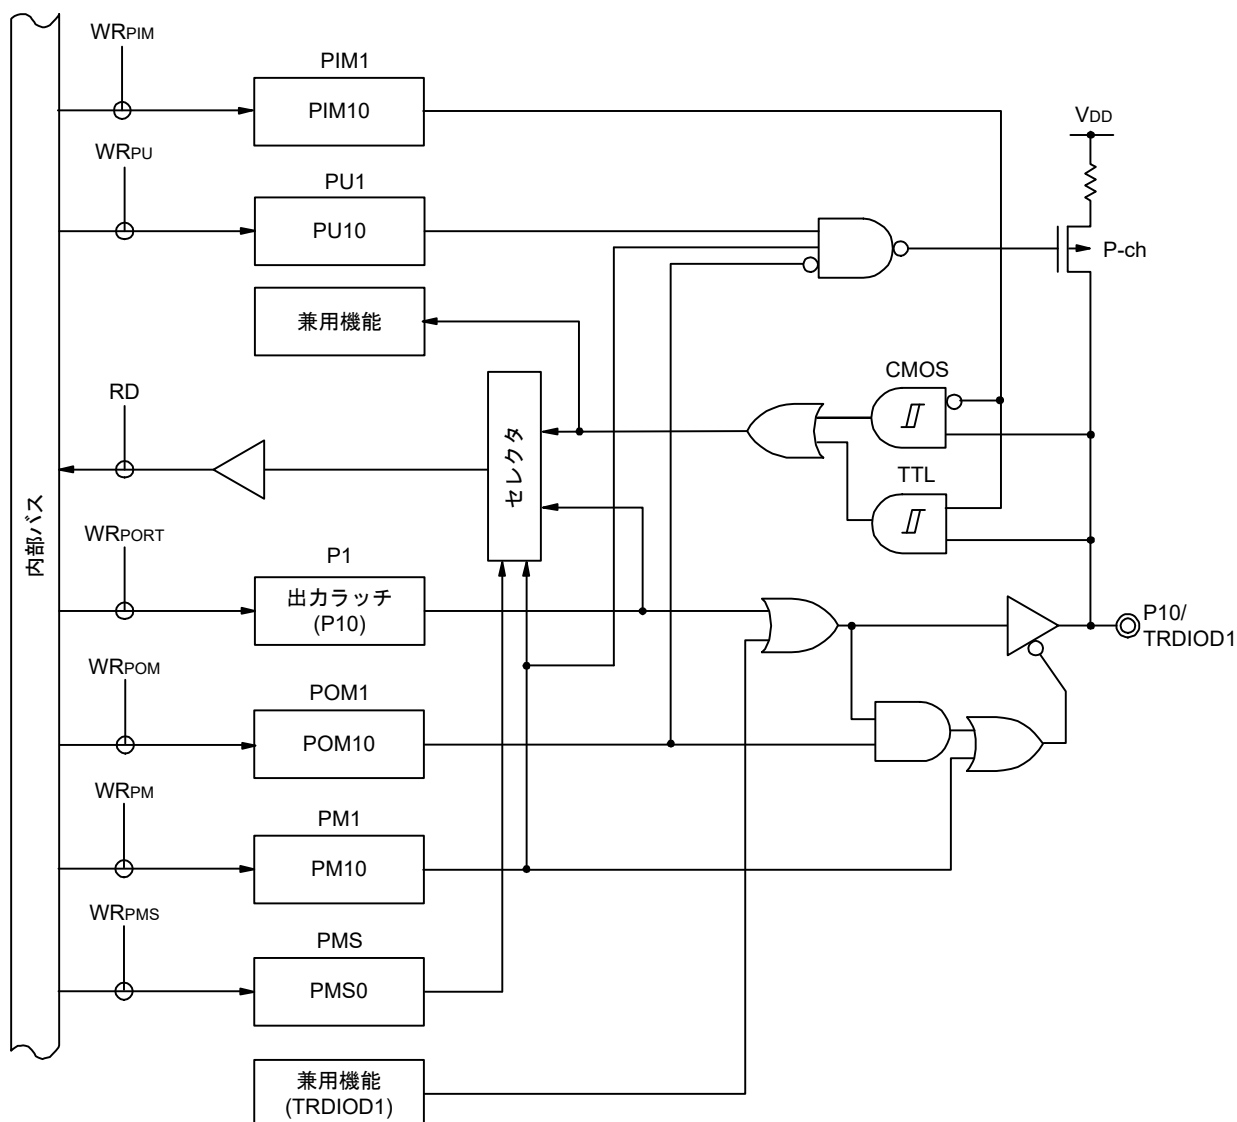 WRPIM
PIM1
PIM10
VDD
WRPU
PU1
PU10
P-ch
兼用機能
CMOS
RD
セレクタ
TTL
内部バス
WRPORT
P1
出力ラッチ
(P10)
P10/
TRDIOD1
WRPOM
POM1
POM10
WRPM
PM1
PM10
WRPMS
PMS
PMS0
兼用機能
(TRDIOD1)